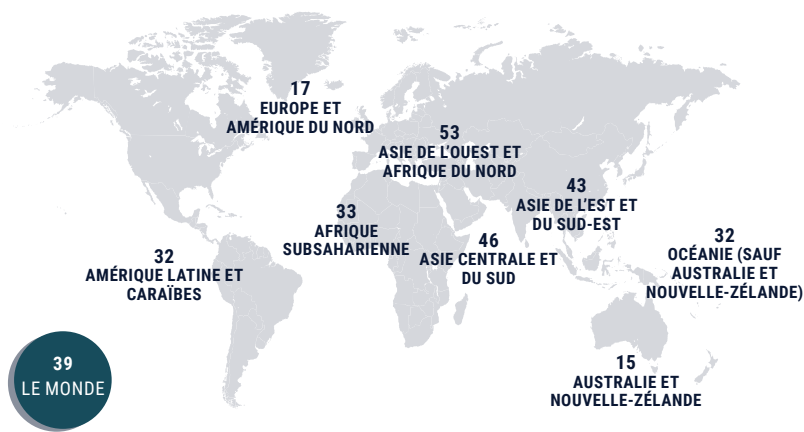 17
EUROPE ET
AMÉRIQUE DU NORD
53
ASIE DE L'OUEST ET
AFRIQUE DU NORD
43
ASIE DE L'EST ET
DU SUD-EST
33
AFRIQUE
SUBSAHARIENNE
46
ASIE CENTRALE ET
DU SUD
32
OCÉANIE (SAUF
AUSTRALIE ET
NOUVELLE-ZÉLANDE)
32
AMÉRIQUE LATINE ET
CARAÏBES
39
LE MONDE
15
AUSTRALIE ET
NOUVELLE-ZÉLANDE